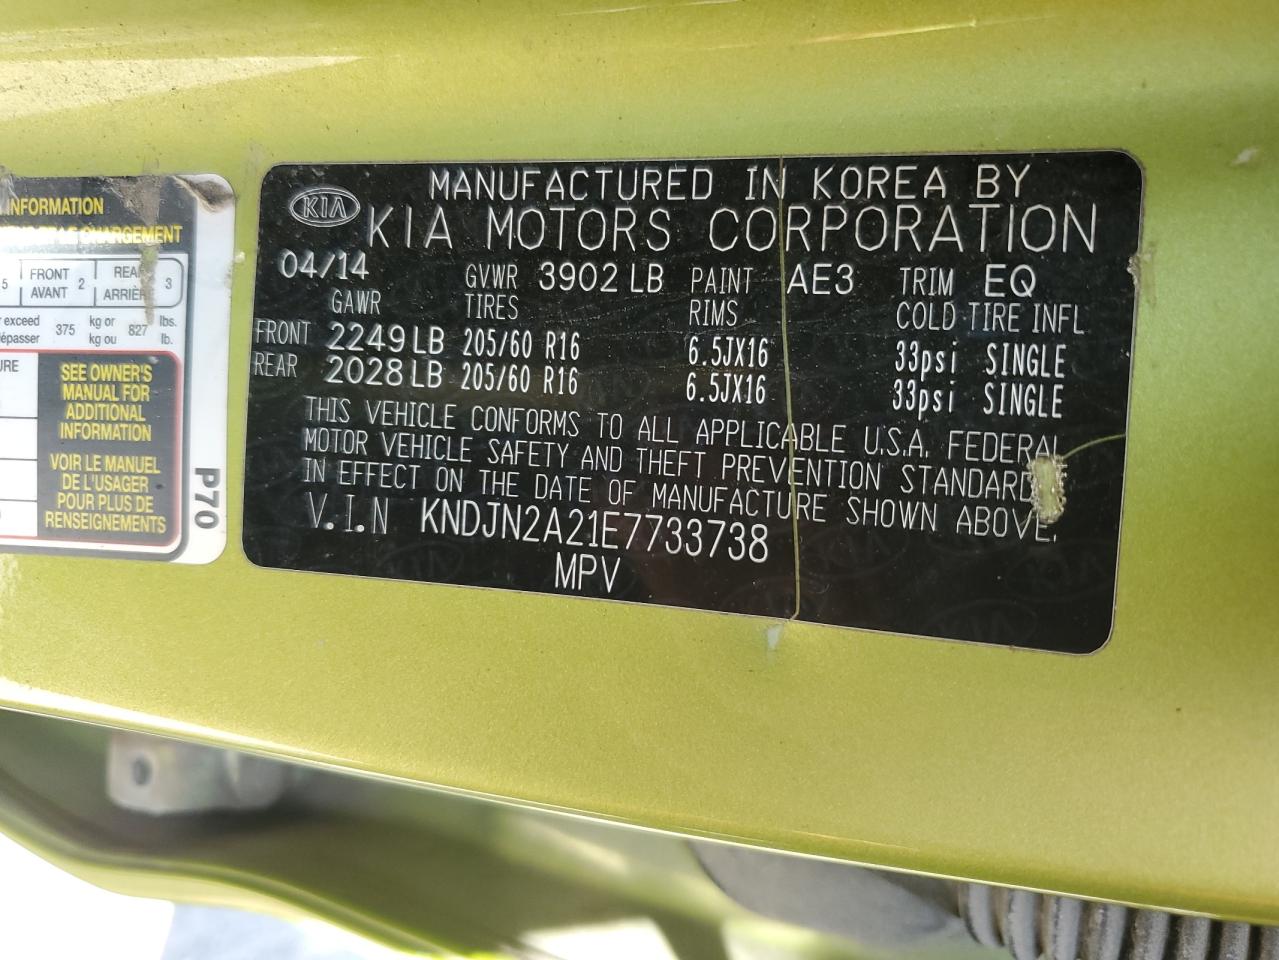 INFORMATION
CHARGEMENT
5 FRONT AVANT 2 REAR ARRIÈRE 3
exceed 375 kg or 827 lbs.
dépasser kg ou lb.
SEE OWNER'S
MANUAL FOR
ADDITIONAL
INFORMATION
VOIR LE MANUEL
DE L'USAGER
POUR PLUS DE
RENSEIGNEMENTS
P70
KIA
MANUFACTURED IN KOREA BY
KIA MOTORS CORPORATION
04/14 GVWR 3902 LB PAINT AE3 TRIM EQ
GAWR TIRES RIMS COLD TIRE INFL
FRONT 2249 LB 205/60 R16 6.5JX16 33psi SINGLE
REAR 2028 LB 205/60 R16 6.5JX16 33psi SINGLE
THIS VEHICLE CONFORMS TO ALL APPLICABLE U.S.A. FEDERAL
MOTOR VEHICLE SAFETY AND THEFT PREVENTION STANDARDS
IN EFFECT ON THE DATE OF MANUFACTURE SHOWN ABOVE.
V.I.N KNDJN2A21E7733738
MPV